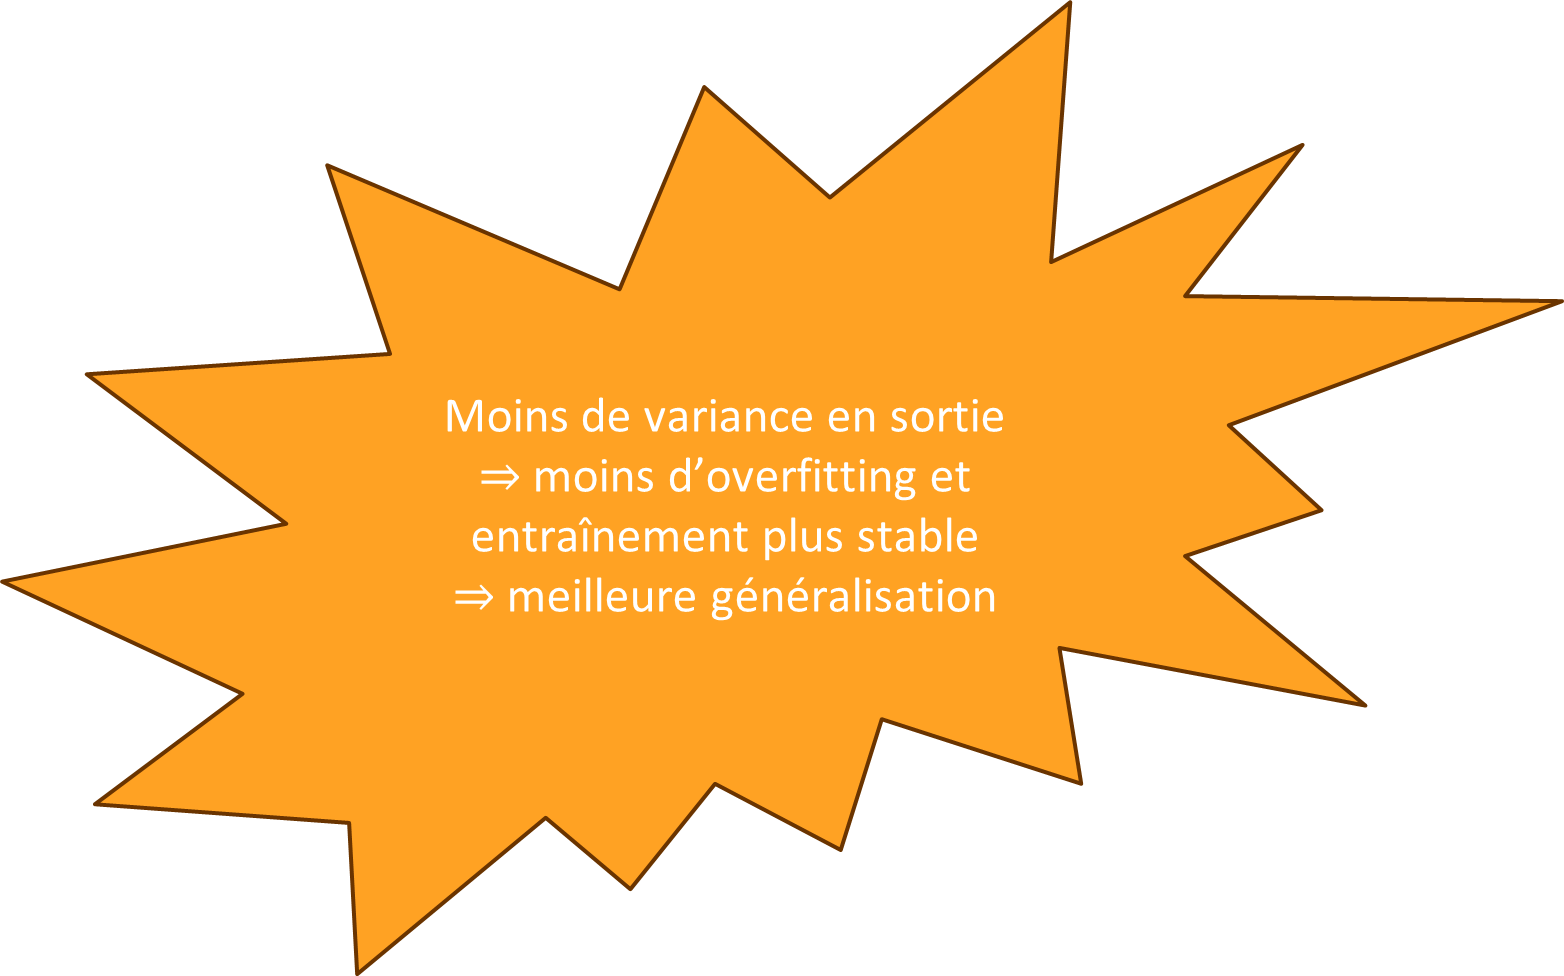 Moins de variance en sortie
⇒ moins d’overfitting et
entraînement plus stable
⇒ meilleure généralisation